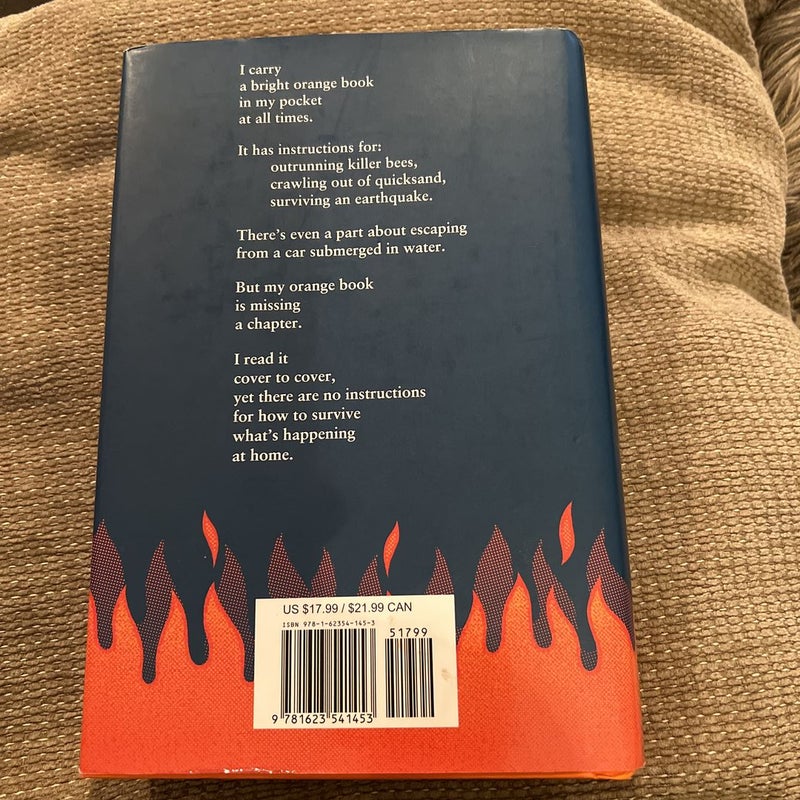 I carry
a bright orange book
in my pocket
at all times.
It has instructions for:
outrunning killer bees,
crawling out of quicksand,
surviving an earthquake.
There's even a part about escaping
from a car submerged in water.
But my orange book
is missing
a chapter.
I read it
cover to cover,
yet there are no instructions
for how to survive
what's happening
at home.
US $17.99 / $21.99 CAN
ISBN 978-1-62354-145-3
51799
9 781623 541453